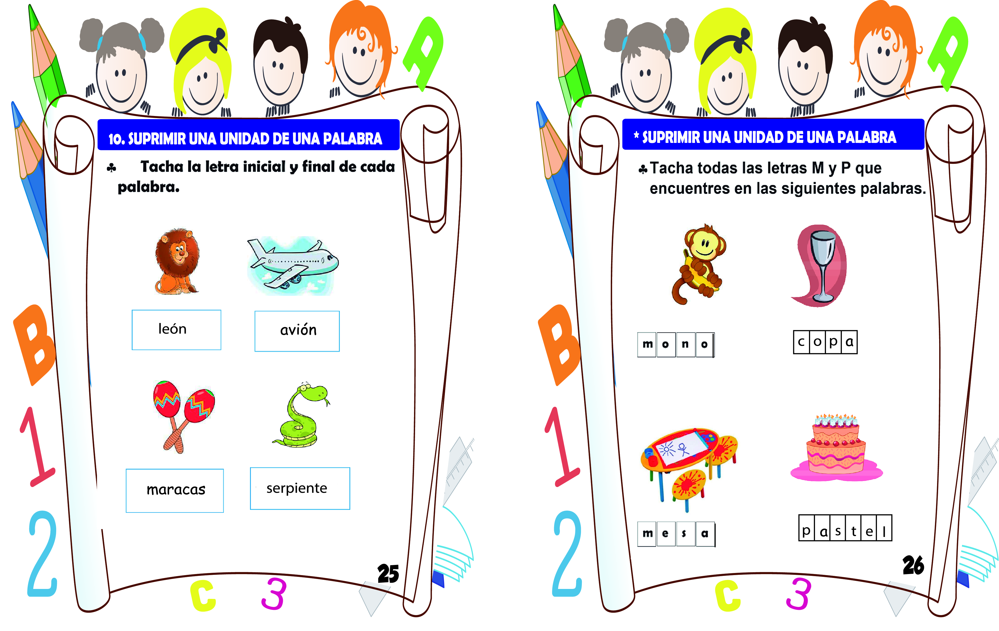 10. SUPRIMIR UNA UNIDAD DE UNA PALABRA
♣ Tacha la letra inicial y final de cada
palabra.
león
avión
maracas
serpiente
25
A
B
1
2
C
3
* SUPRIMIR UNA UNIDAD DE UNA PALABRA
♣ Tacha todas las letras M y P que
encuentres en las siguientes palabras.
m o n o
c o p a
m e s a
p a s t e l
26
A
B
1
2
C
3